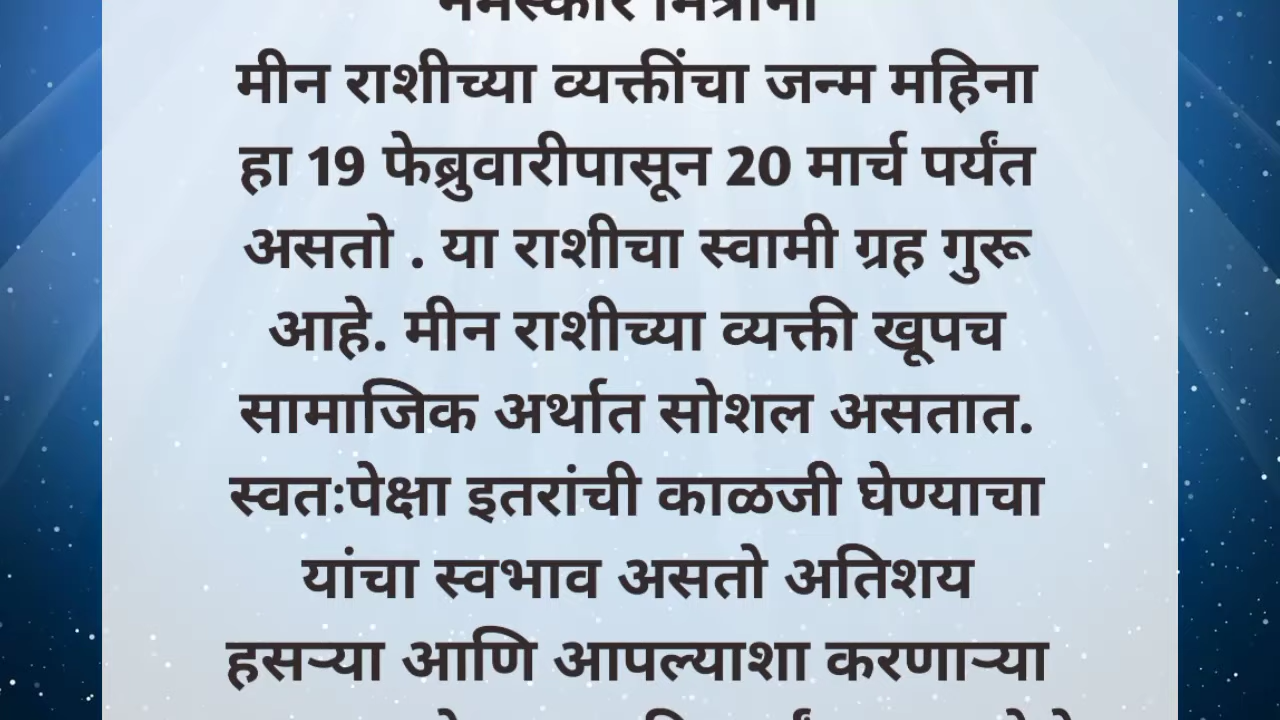 नमस्कार मित्रांनो
मीन राशीच्या व्यक्तींचा जन्म महिना
हा 19 फेब्रुवारीपासून 20 मार्च पर्यंत
असतो . या राशीचा स्वामी ग्रह गुरू
आहे. मीन राशीच्या व्यक्ती खूपच
सामाजिक अर्थात सोशल असतात.
स्वतःपेक्षा इतरांची काळजी घेण्याचा
यांचा स्वभाव असतो अतिशय
हसऱ्या आणि आपल्याशा करणाऱ्या